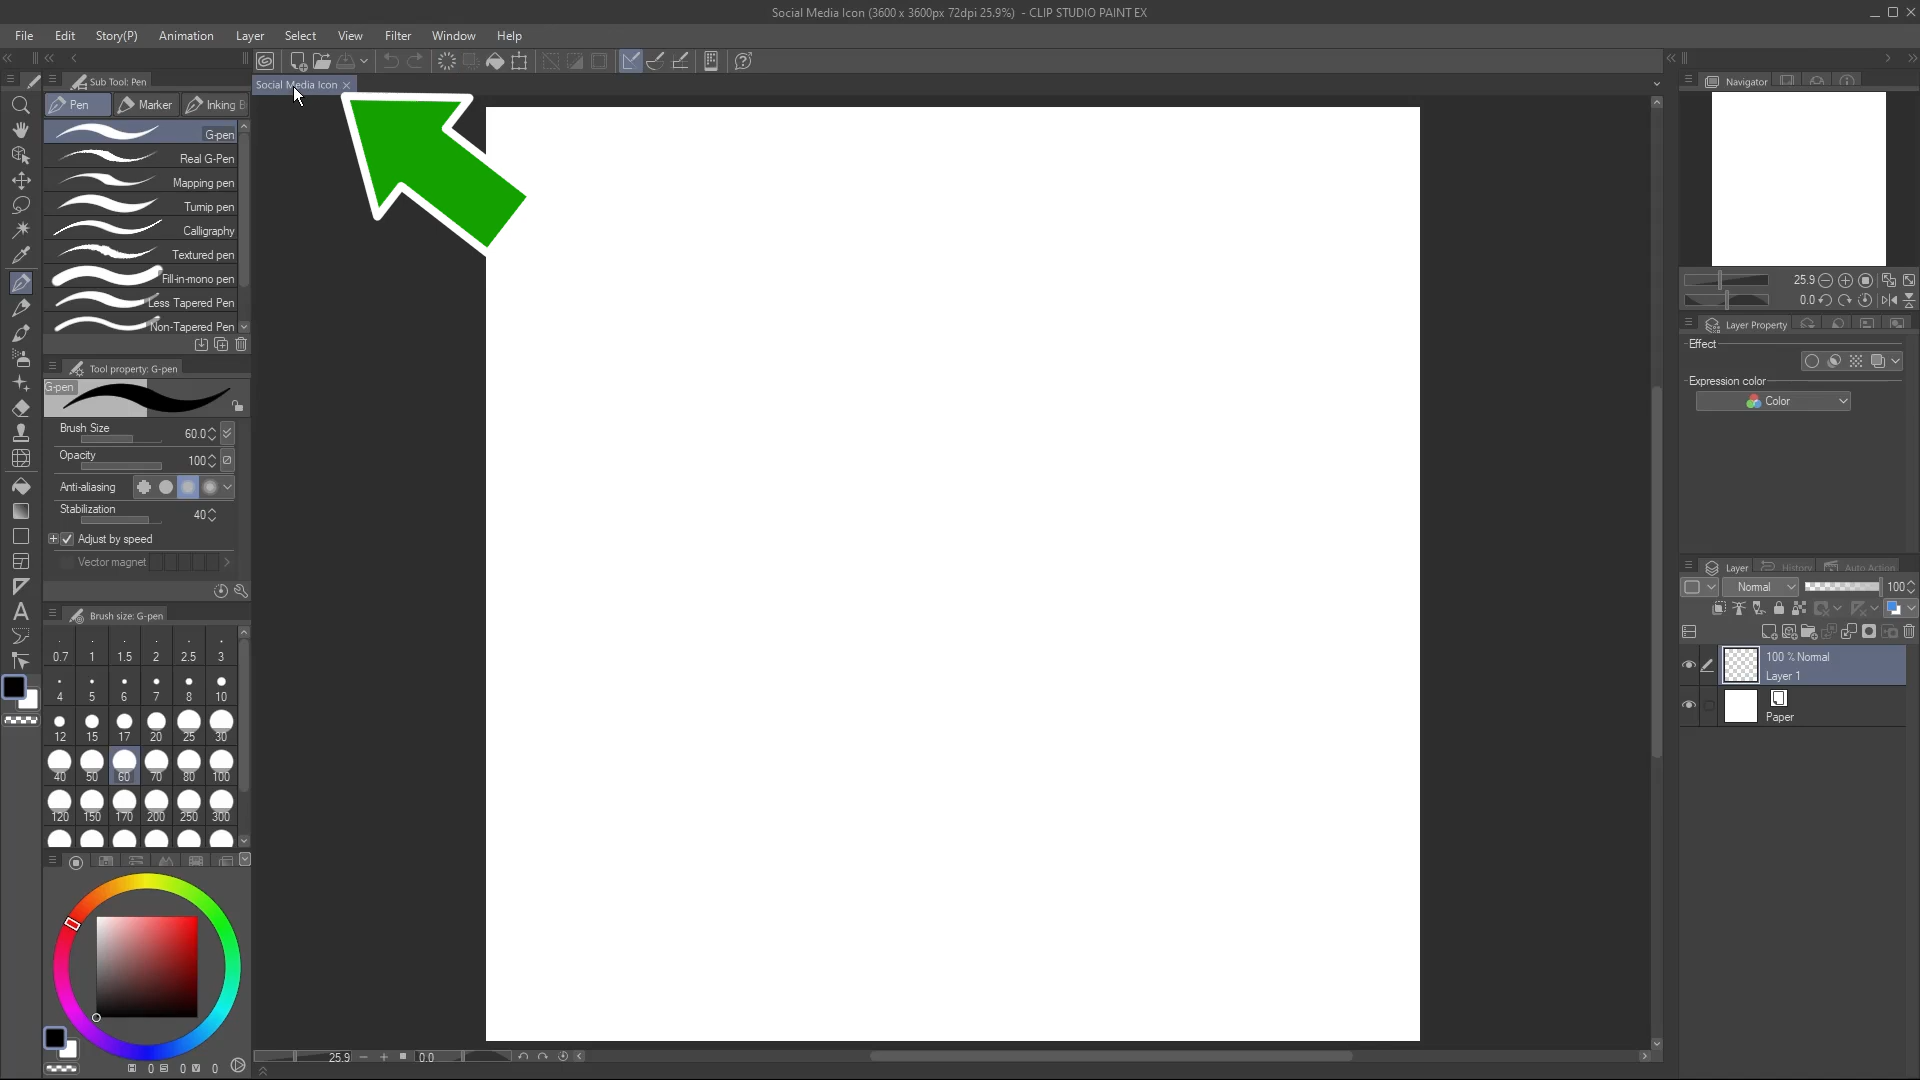 Social Media Icon (3600 x 3600px 72dpi 25.9%) - CLIP STUDIO PAINT EX
File Edit Story(P) Animation Layer Select View Filter Window Help
Sub Tool: Pen
Social Media Icon
Navigator
Pen Marker Inking B
G-pen
Real G-Pen
Mapping pen
Turnip pen
Calligraphy
Textured pen
Fill-in-mono pen
Less Tapered Pen
Non-Tapered Pen
25.9
0.0
Layer Property
Effect
Expression color
Color
Tool property: G-pen
G-pen
Brush Size 60.0
Opacity 100
Anti-aliasing
Stabilization 40
Adjust by speed
Vector magnet
Layer History Auto Action
Normal 100
100 % Normal
Layer 1
Paper
Brush size: G-pen
0.7 1 1.5 2 2.5 3
4 5 6 7 8 10
12 15 17 20 25 30
40 50 60 70 80 100
120 150 170 200 250 300
H 0 S 0 V 0
25.9 0.0